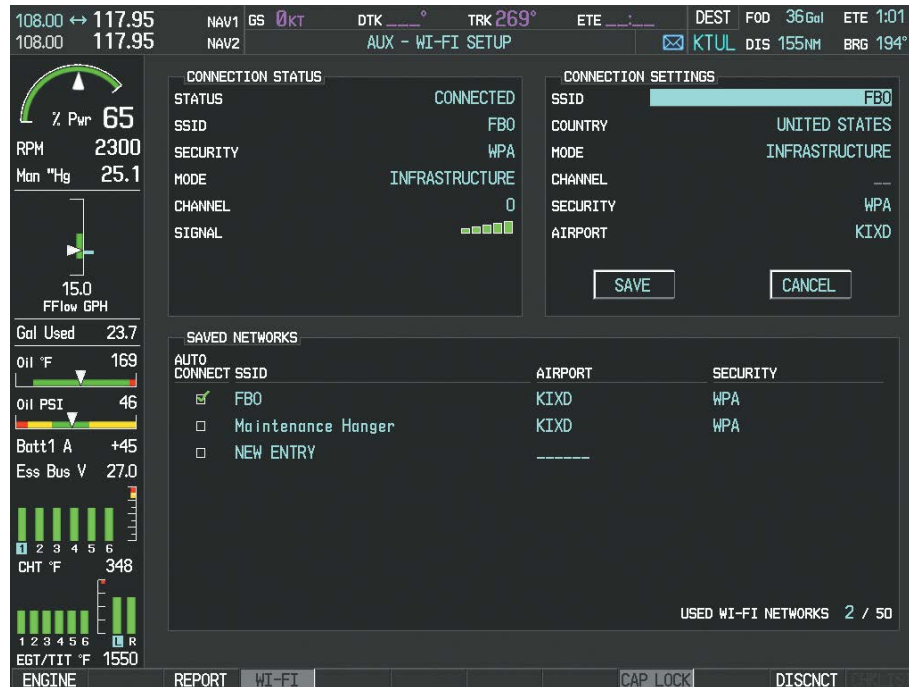 108.00 ↔ 117.95 NAV1 GS 0KT DTK ___° TRK 269° ETE __:__ DEST FOD 36Gal ETE 1:01
108.00 117.95 NAV2 AUX - WI-FI SETUP KTUL DIS 155NM BRG 194°
% Pwr 65
RPM 2300
Man "Hg 25.1
15.0
FFlow GPH
Gal Used 23.7
Oil °F 169
Oil PSI 46
Batt1 A +45
Ess Bus V 27.0
1 2 3 4 5 6
CHT °F 348
1 2 3 4 5 6 L R
EGT/TIT °F 1550
CONNECTION STATUS
STATUS CONNECTED
SSID FBO
SECURITY WPA
MODE INFRASTRUCTURE
CHANNEL 0
SIGNAL
CONNECTION SETTINGS
SSID FBO
COUNTRY UNITED STATES
MODE INFRASTRUCTURE
CHANNEL __
SECURITY WPA
AIRPORT KIXD
SAVE CANCEL
SAVED NETWORKS
AUTO
CONNECT SSID AIRPORT SECURITY
FBO KIXD WPA
Maintenance Hanger KIXD WPA
NEW ENTRY ______
USED WI-FI NETWORKS 2 / 50
ENGINE REPORT WI-FI CAP LOCK DISCNCT CHKLIST